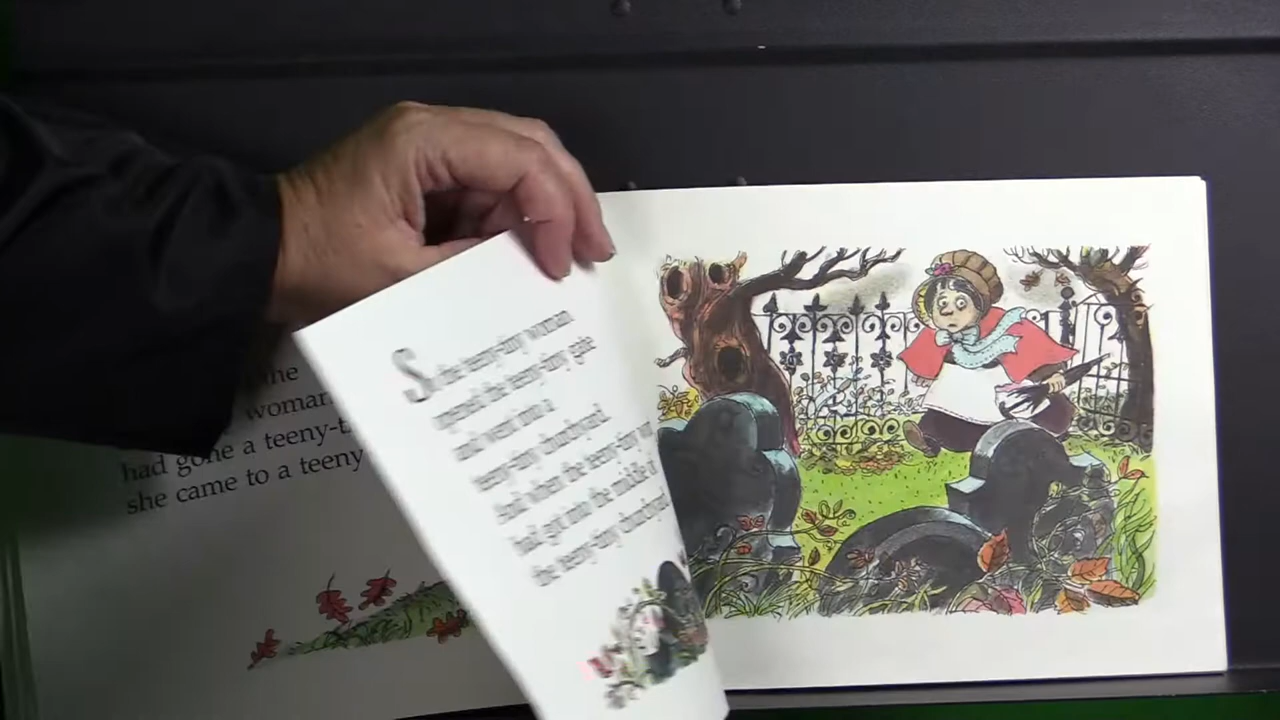 ne
woman
had gone a teeny-t
she came to a teeny
So the teeny-tiny woman
opened the teeny-tiny gate
and went into a
teeny-tiny churchyard.
And when the teeny-tiny wo
had got into the middle of
the teeny-tiny churchyard